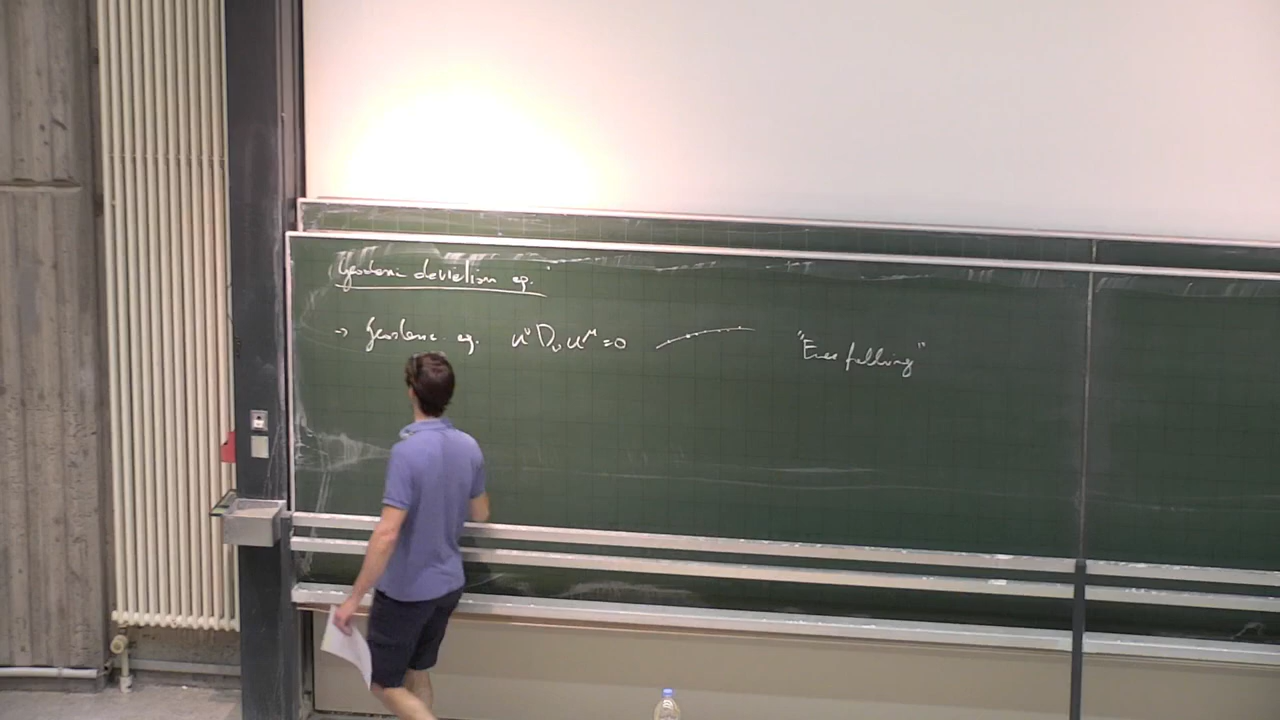 Geodesic deviation eq.
→ Geodesic eq. u^ν D_ν u^μ = 0 "Free falling"